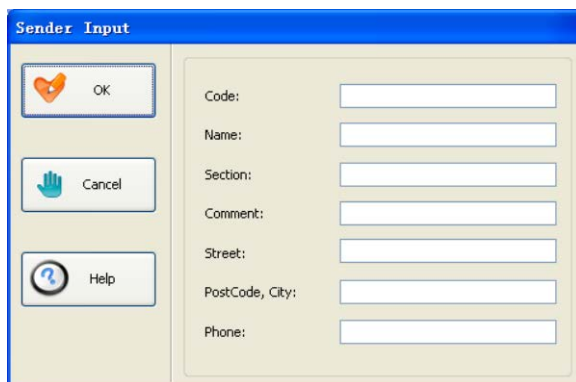 Sender Input
OK
Cancel
Help
Code:
Name:
Section:
Comment:
Street:
PostCode, City:
Phone: